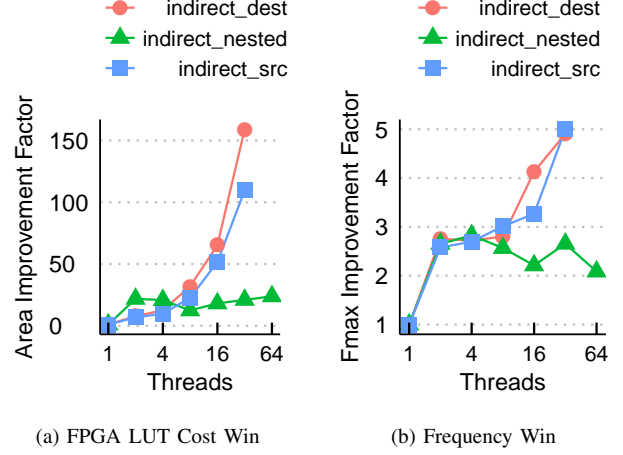 indirect_dest
indirect_nested
indirect_src
Area Improvement Factor
150
100
50
0
1 4 16 64
Threads
(a) FPGA LUT Cost Win
indirect_dest
indirect_nested
indirect_src
Fmax Improvement Factor
5
4
3
2
1
1 4 16 64
Threads
(b) Frequency Win